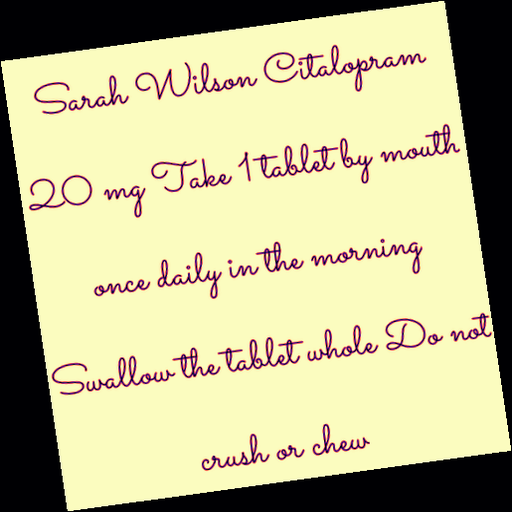 Sarah Wilson Citalopram
20 mg Take 1 tablet by mouth
once daily in the morning
Swallow the tablet whole Do not
crush or chew